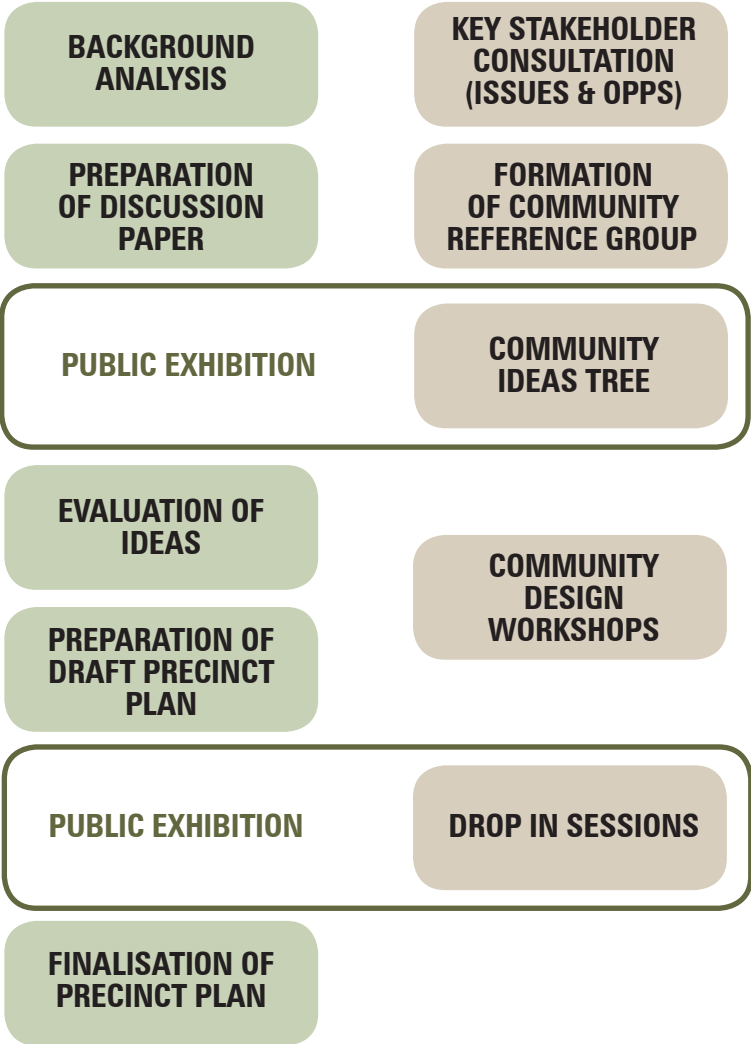 BACKGROUND
ANALYSIS
KEY STAKEHOLDER
CONSULTATION
(ISSUES & OPPS)
PREPARATION
OF DISCUSSION
PAPER
FORMATION
OF COMMUNITY
REFERENCE GROUP
PUBLIC EXHIBITION
COMMUNITY
IDEAS TREE
EVALUATION OF
IDEAS
COMMUNITY
DESIGN
WORKSHOPS
PREPARATION OF
DRAFT PRECINCT
PLAN
PUBLIC EXHIBITION
DROP IN SESSIONS
FINALISATION OF
PRECINCT PLAN